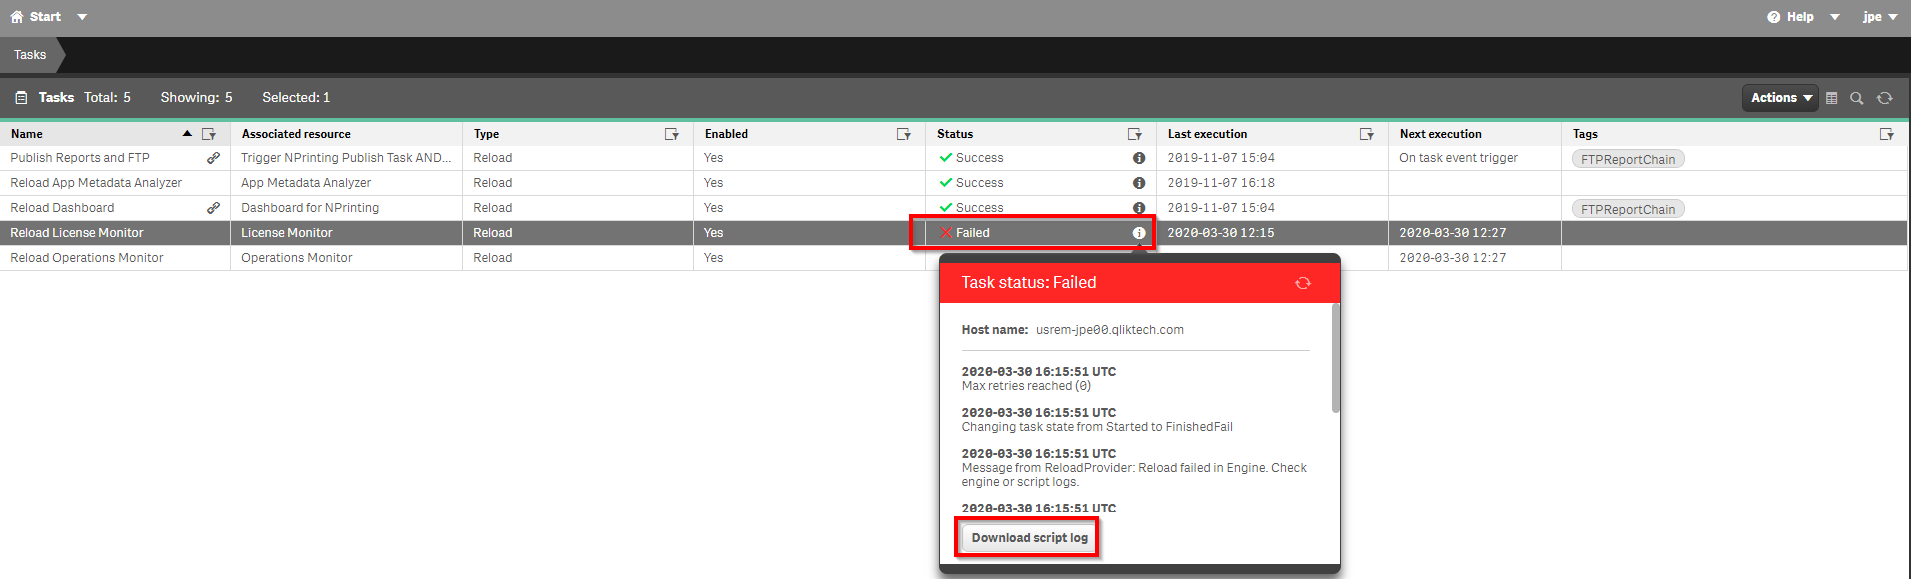 Start Help jpe
Tasks
Tasks Total: 5 Showing: 5 Selected: 1 Actions
Name Associated resource Type Enabled Status Last execution Next execution Tags
Publish Reports and FTP Trigger NPrinting Publish Task AND... Reload Yes Success 2019-11-07 15:04 On task event trigger FTPReportChain
Reload App Metadata Analyzer App Metadata Analyzer Reload Yes Success 2019-11-07 16:18
Reload Dashboard Dashboard for NPrinting Reload Yes Success 2019-11-07 15:04 FTPReportChain
Reload License Monitor License Monitor Reload Yes Failed 2020-03-30 12:15 2020-03-30 12:27
Reload Operations Monitor Operations Monitor Reload Yes 2020-03-30 12:27
Task status: Failed
Host name: usrem-jpe00.qliktech.com
2020-03-30 16:15:51 UTC
Max retries reached (0)
2020-03-30 16:15:51 UTC
Changing task state from Started to FinishedFail
2020-03-30 16:15:51 UTC
Message from ReloadProvider: Reload failed in Engine. Check
engine or script logs.
2020-03-30 16:15:51 UTC
Download script log